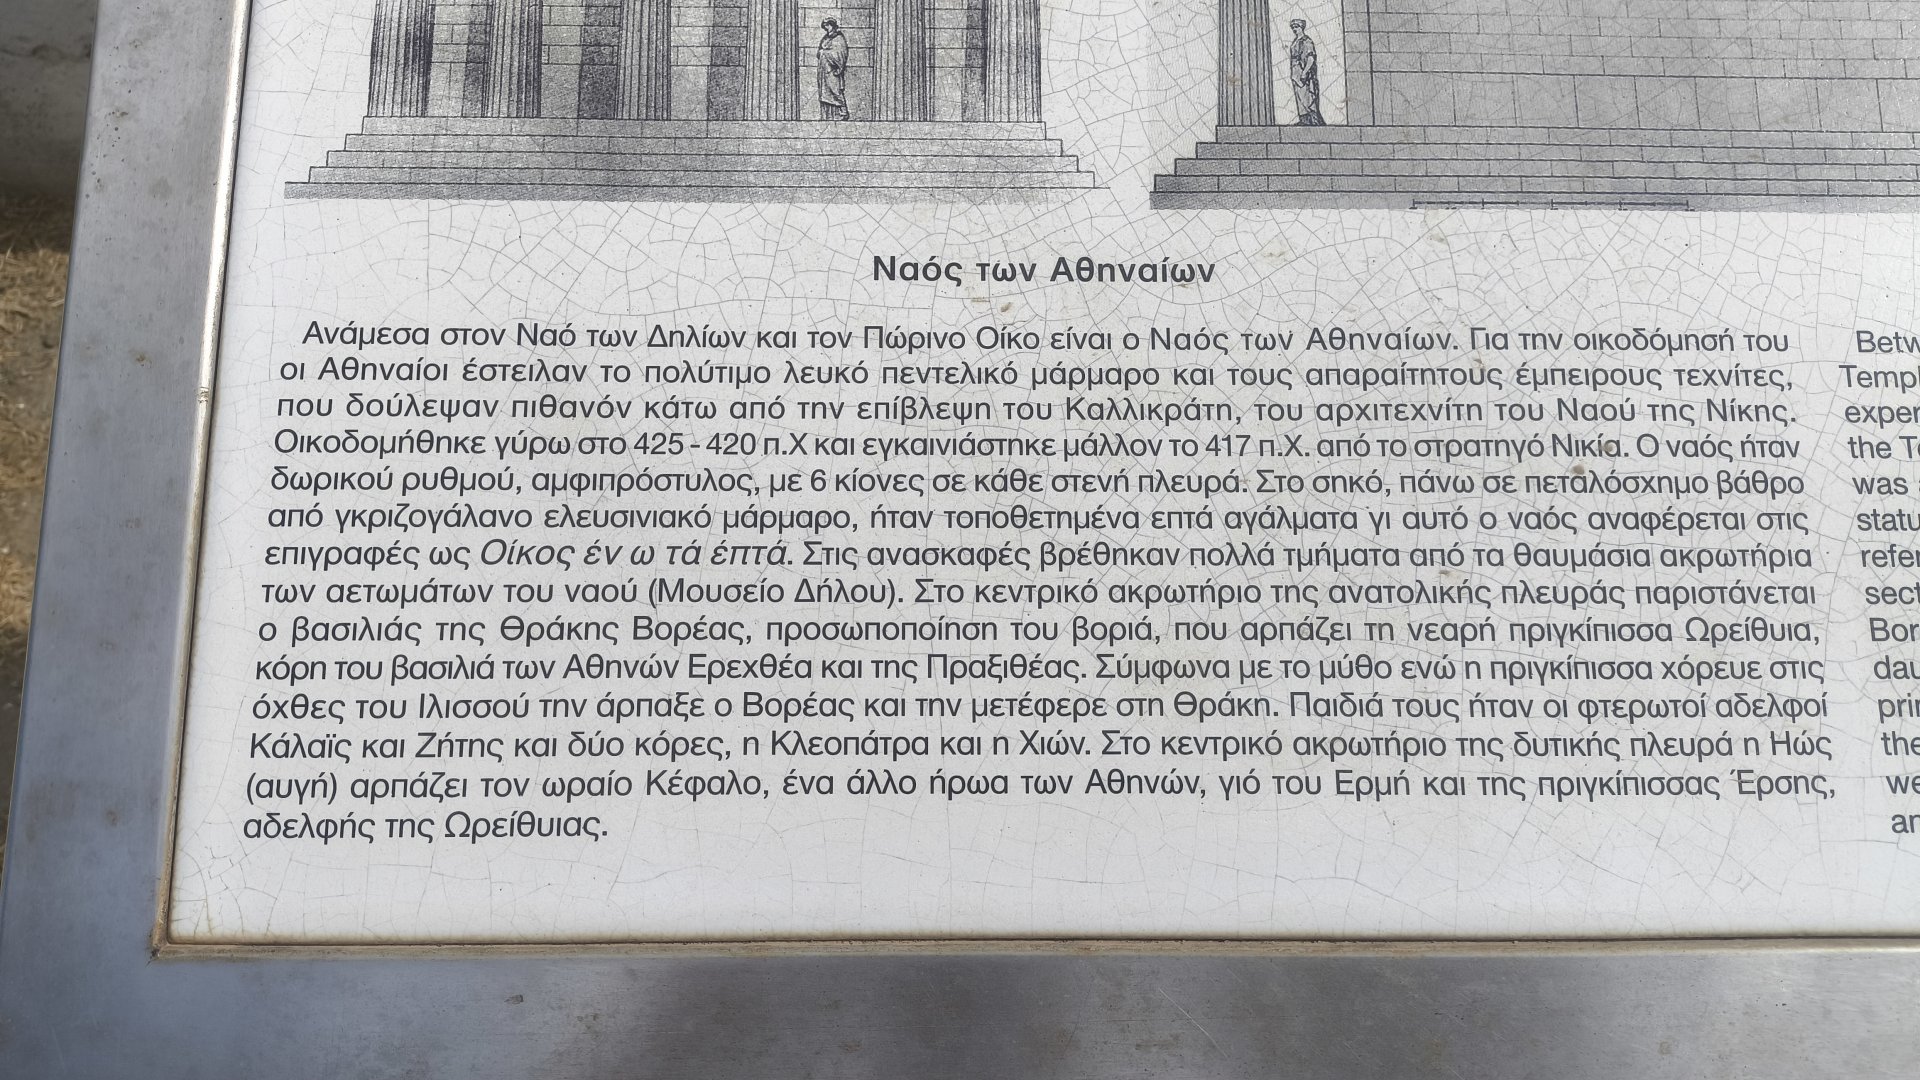 Ναός των Αθηναίων
Ανάμεσα στον Ναό των Δηλίων και τον Πώρινο Οίκο είναι ο Ναός των Αθηναίων. Για την οικοδόμησή του
οι Αθηναίοι έστειλαν το πολύτιμο λευκό πεντελικό μάρμαρο και τους απαραίτητους έμπειρους τεχνίτες,
που δούλεψαν πιθανόν κάτω από την επίβλεψη του Καλλικράτη, του αρχιτεχνίτη του Ναού της Νίκης.
Οικοδομήθηκε γύρω στο 425 - 420 π.Χ και εγκαινιάστηκε μάλλον το 417 π.Χ. από το στρατηγό Νικία. Ο ναός ήταν
δωρικού ρυθμού, αμφιπρόστυλος, με 6 κίονες σε κάθε στενή πλευρά. Στο σηκό, πάνω σε πεταλόσχημο βάθρο
από γκριζογάλανο ελευσινιακό μάρμαρο, ήταν τοποθετημένα επτά αγάλματα γι αυτό ο ναός αναφέρεται στις
επιγραφές ως Οίκος έν ω τά έπτά. Στις ανασκαφές βρέθηκαν πολλά τμήματα από τα θαυμάσια ακρωτήρια
των αετωμάτων του ναού (Μουσείο Δήλου). Στο κεντρικό ακρωτήριο της ανατολικής πλευράς παριστάνεται
ο βασιλιάς της Θράκης Βορέας, προσωποποίηση του βοριά, που αρπάζει τη νεαρή πριγκίπισσα Ωρείθυια,
κόρη του βασιλιά των Αθηνών Ερεχθέα και της Πραξιθέας. Σύμφωνα με το μύθο ενώ η πριγκίπισσα χόρευε στις
όχθες του Ιλισσού την άρπαξε ο Βορέας και την μετέφερε στη Θράκη. Παιδιά τους ήταν οι φτερωτοί αδελφοί
Κάλαϊς και Ζήτης και δύο κόρες, η Κλεοπάτρα και η Χιών. Στο κεντρικό ακρωτήριο της δυτικής πλευρά η Ηώς
(αυγή) αρπάζει τον ωραίο Κέφαλο, ένα άλλο ήρωα των Αθηνών, γιό του Ερμή και της πριγκίπισσας Έρσης,
αδελφής της Ωρείθυιας.
the
was